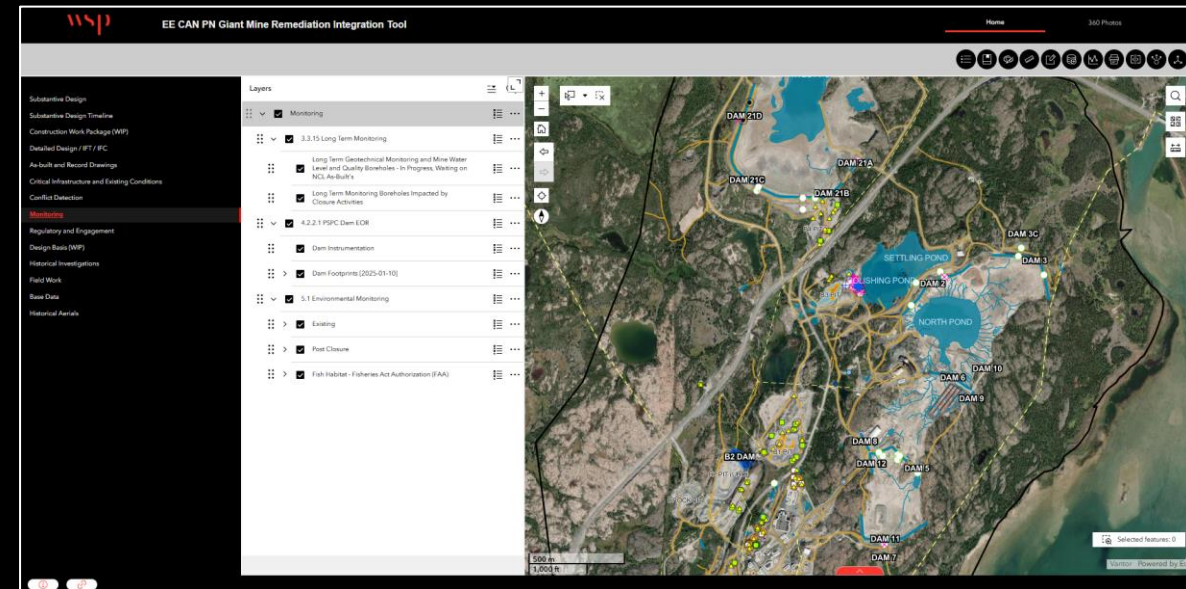 wsp
EE CAN PN Giant Mine Remediation Integration Tool
Home
360 Photos
Substantive Design
Substantive Design Timeline
Construction Work Package (WIP)
Detailed Design / IFT / IFC
As-built and Record Drawings
Critical Infrastructure and Existing Conditions
Conflict Detection
Monitoring
Regulatory and Engagement
Design Basis (WIP)
Historical Investigations
Field Work
Base Data
Historical Aerials
Layers
Monitoring
3.3.15 Long Term Monitoring
Long Term Geotechnical Monitoring and Mine Water
Level and Quality Boreholes - In Progress, Waiting on
NCL As-Built's
Long Term Monitoring Boreholes Impacted by
Closure Activities
4.2.2.1 PSPC Dam EOR
Dam Instrumentation
Dam Footprints (2025-01-10)
5.1 Environmental Monitoring
Existing
Post Closure
Fish Habitat - Fisheries Act Authorization (FAA)
DAM 21D
DAM 21A
DAM 21C
DAM 21B
DAM 3C
DAM 3
SETTLING POND
POLISHING POND
DAM 2
NORTH POND
DAM 10
DAM 6
DAM 9
DAM 8
B2 DAM
DAM 12
DAM 5
DAM 11
DAM 7
500 m
1,000 ft
Selected features: 0
Vantor
Powered by Es